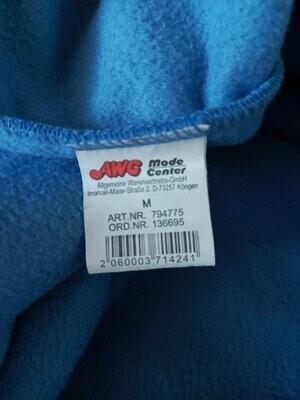 AWG Mode Center
Allgemeine Warenvertriebs-GmbH
Imanuel-Maier-Straße 2, D-73257 Köngen
M
ART.NR. 794775
ORD.NR. 136695
2 060003 714241